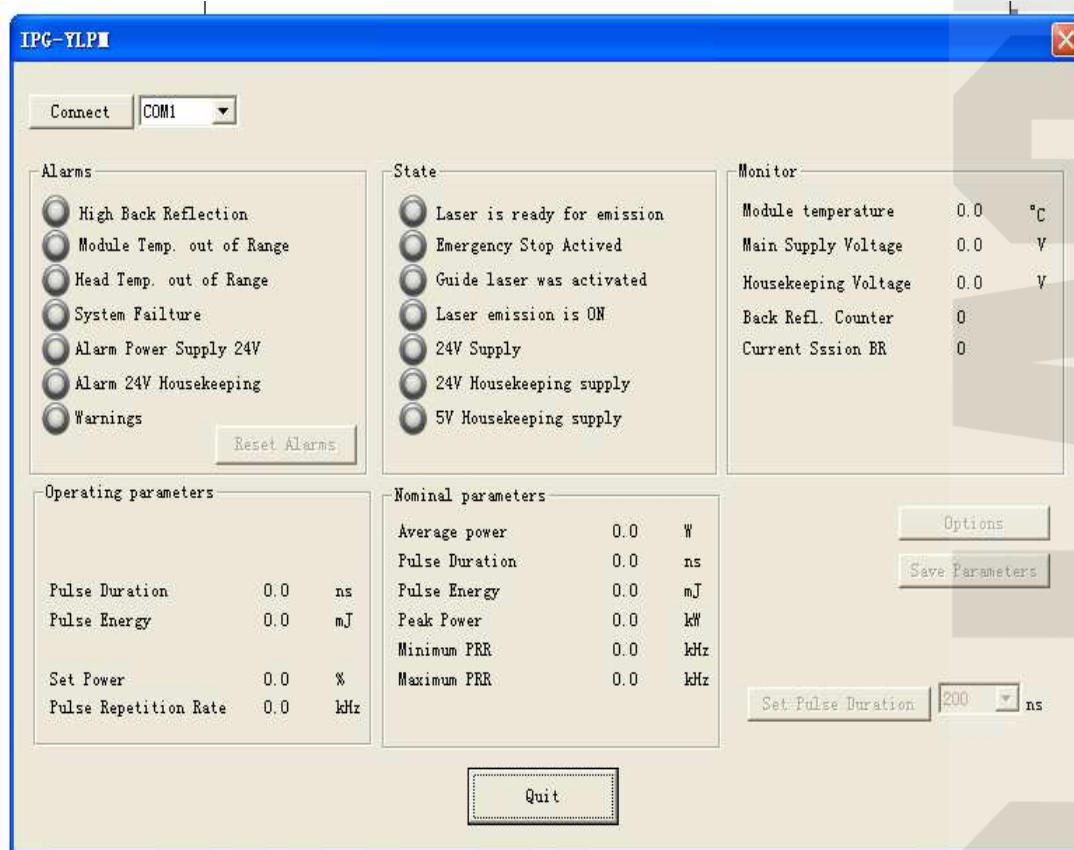 IPG-YLPM
Connect COM1
Alarms
High Back Reflection
Module Temp. out of Range
Head Temp. out of Range
System Failture
Alarm Power Supply 24V
Alarm 24V Housekeeping
Warnings
Reset Alarms
State
Laser is ready for emission
Emergency Stop Actived
Guide laser was activated
Laser emission is ON
24V Supply
24V Housekeeping supply
5V Housekeeping supply
Monitor
Module temperature 0.0 °C
Main Supply Voltage 0.0 V
Housekeeping Voltage 0.0 V
Back Refl. Counter 0
Current Sssion BR 0
Operating parameters
Pulse Duration 0.0 ns
Pulse Energy 0.0 mJ
Set Power 0.0 %
Pulse Repetition Rate 0.0 kHz
Nominal parameters
Average power 0.0 W
Pulse Duration 0.0 ns
Pulse Energy 0.0 mJ
Peak Power 0.0 kW
Minimum PRR 0.0 kHz
Maximum PRR 0.0 kHz
Options
Save Parameters
Set Pulse Duration 200 ns
Quit